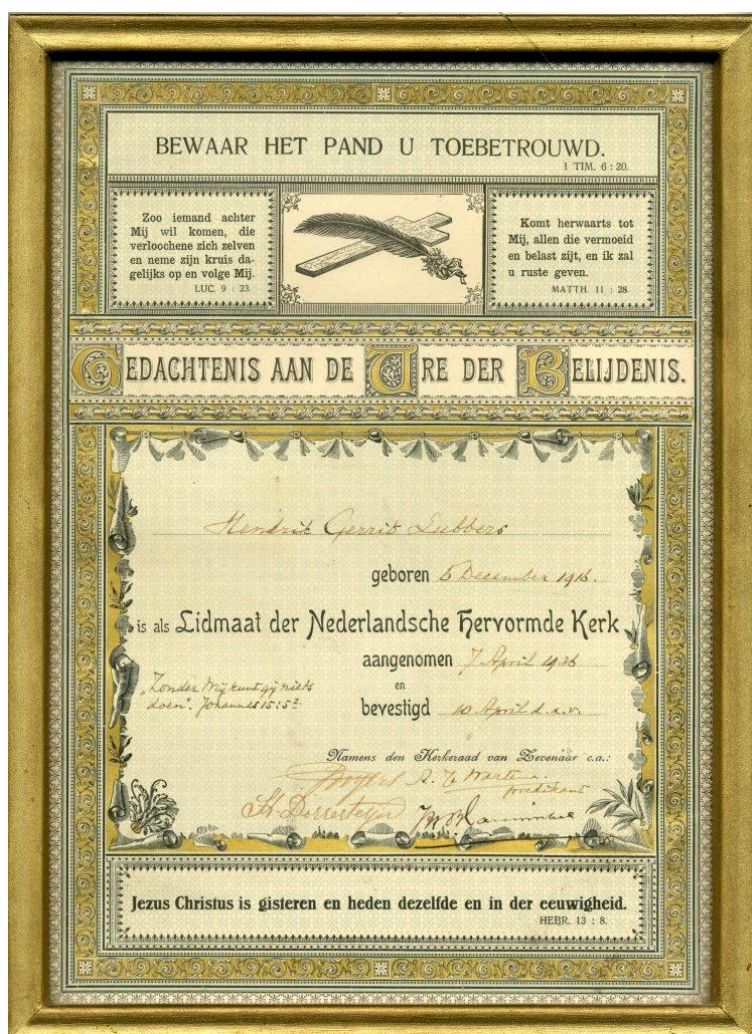 BEWAAR HET PAND U TOEBETROUWD.
1 TIM. 6 : 20.
Zoo iemand achter
Mij wil komen, die
verloochene zich zelven
en neme zijn kruis da-
gelijks op en volge Mij.
LUC. 9 : 23.
Komt herwaarts tot
Mij, allen die vermoeid
en belast zijt, en ik zal
u ruste geven.
MATTH. 11 : 28.
GEDACHTENIS AAN DE URE DER BELIJDENIS.
Hendrik Gerrit Lubbers
geboren December 1916.
is als Lidmaat der Nederlandsche Hervormde Kerk
aangenomen 7 April 1936
en
bevestigd 10 April d.a.v.
„Zonder Mij kunt gij niets
doen". Johannes 15:5
Namens den Kerkeraad van Zevenaar c.a.:
predikant
Jezus Christus is gisteren en heden dezelfde en in der eeuwigheid.
HEBR. 13 : 8.